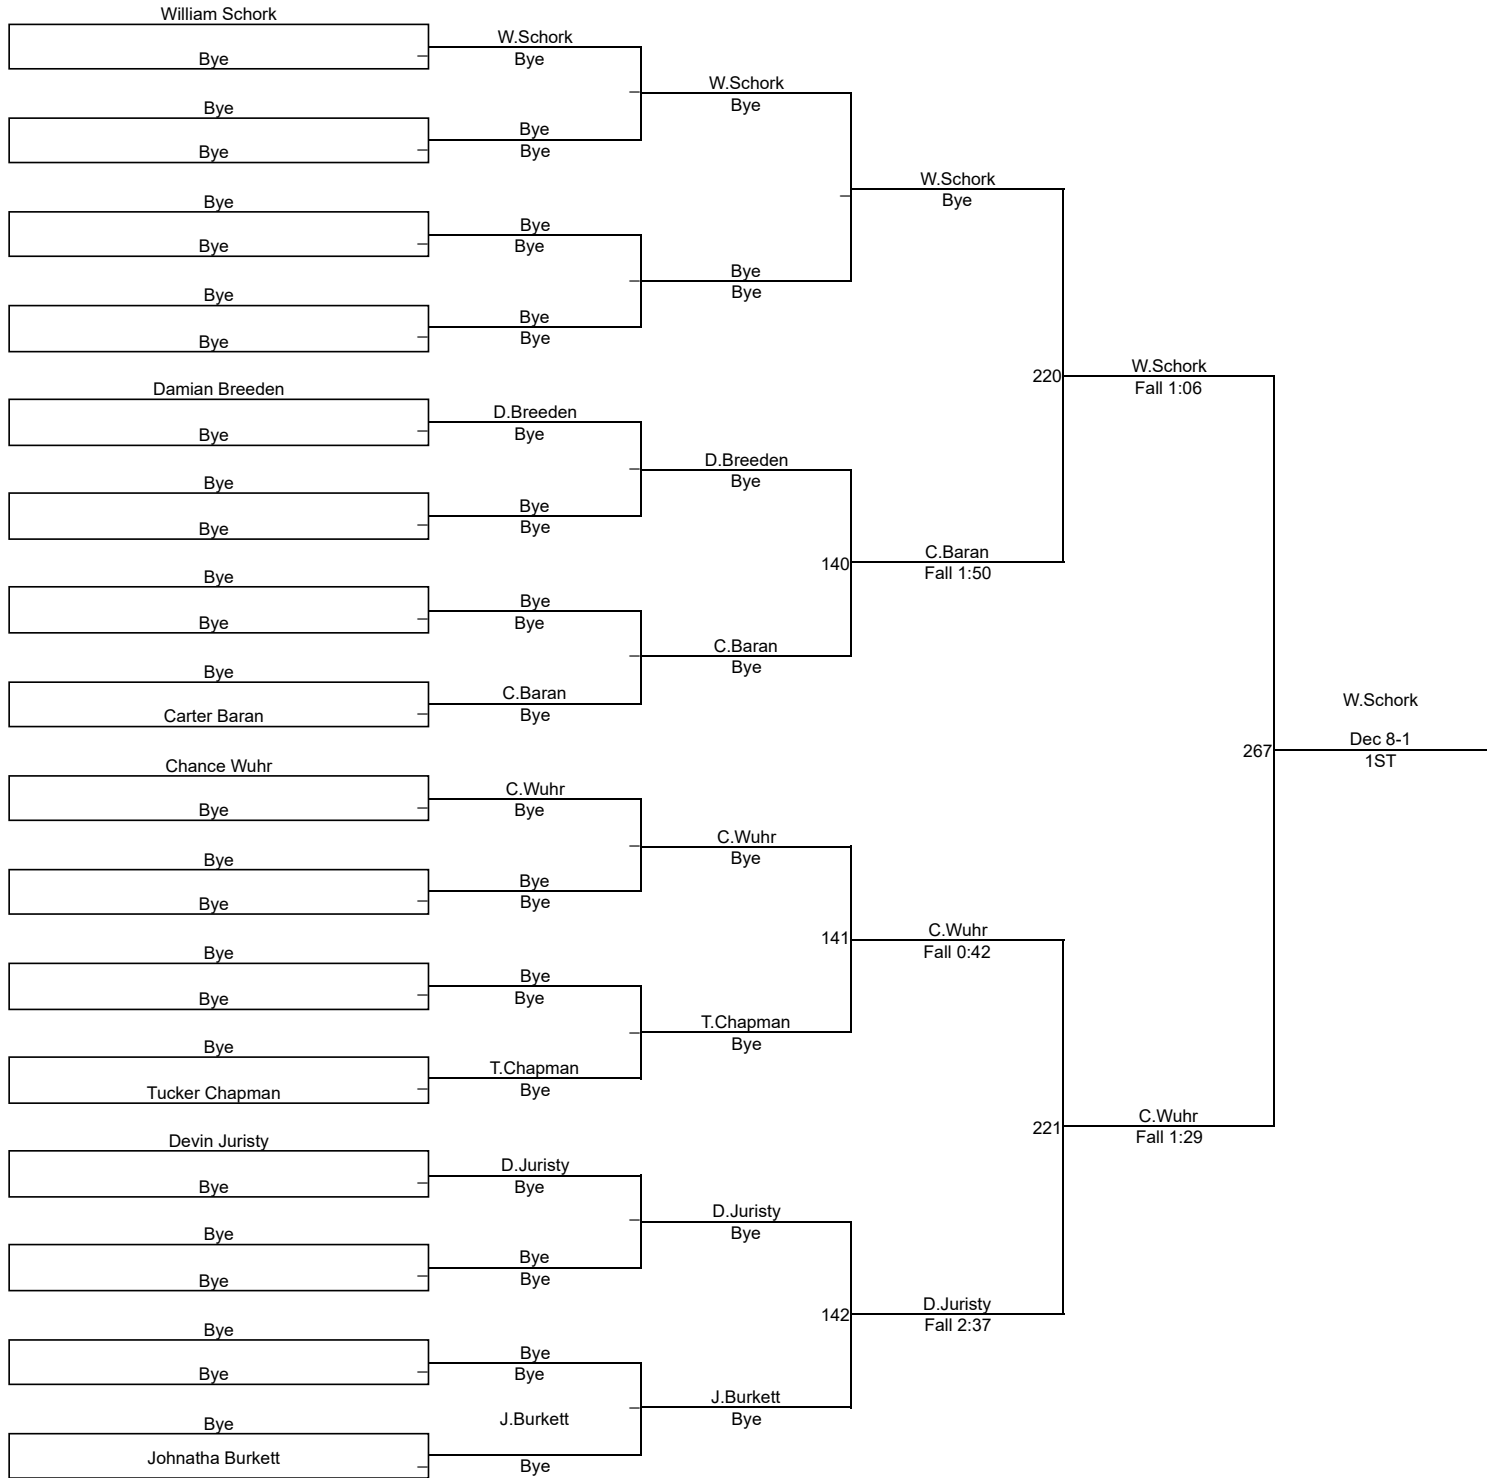 William Schork
Bye
Bye
Bye
Bye
Bye
Bye
Bye
Damian Breeden
Bye
Bye
Bye
Bye
Bye
Bye
Carter Baran
Chance Wuhr
Bye
Bye
Bye
Bye
Bye
Bye
Tucker Chapman
Devin Juristy
Bye
Bye
Bye
Bye
Bye
Bye
Johnatha Burkett
W.Schork
Bye
Bye
Bye
Bye
Bye
Bye
Bye
D.Breeden
Bye
Bye
Bye
Bye
Bye
C.Baran
Bye
C.Wuhr
Bye
Bye
Bye
Bye
Bye
T.Chapman
Bye
D.Juristy
Bye
Bye
Bye
Bye
Bye
J.Burkett
Bye
W.Schork
Bye
Bye
Bye
D.Breeden
Bye
C.Baran
Bye
C.Wuhr
Bye
T.Chapman
Bye
D.Juristy
Bye
J.Burkett
Bye
W.Schork
Bye
140
C.Baran
Fall 1:50
141
C.Wuhr
Fall 0:42
142
D.Juristy
Fall 2:37
220
W.Schork
Fall 1:06
221
C.Wuhr
Fall 1:29
267
W.Schork
Dec 8-1
1ST